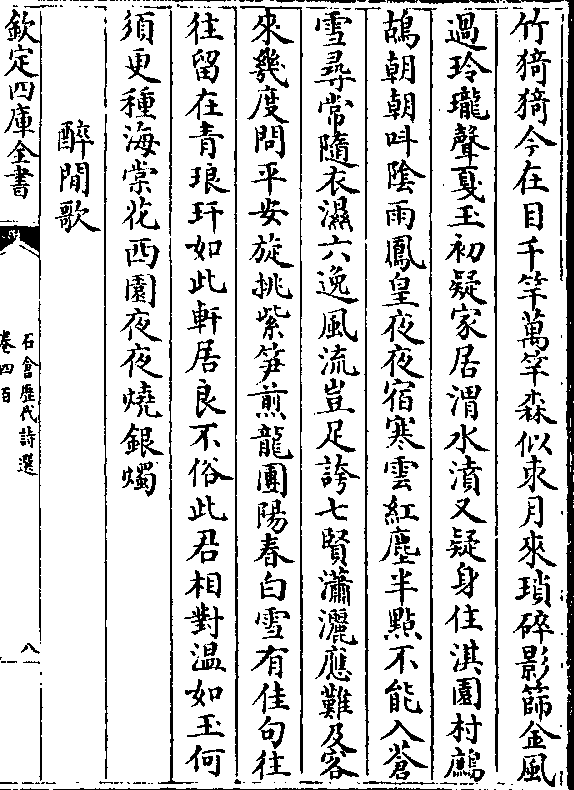 竹猗猗今在目千竿萬竿森似束月來瑣碎影篩金風
過玲瓏聲戛玉初疑家居渭水濆又疑身住淇園村鷓
鴣朝朝叫陰雨鳳皇夜夜宿寒雲紅塵半點不能入蒼
雪尋常隨衣濕六逸風流豈足誇七賢瀟灑應難及客
來幾度問平安旋挑紫笋煎龍團陽春白雪有佳句往
往留在青琅玕如此軒居良不俗此君相對温如玉何
須更種海棠花西園夜夜燒銀燭
醉閒歌
欽定四庫全書
石倉歷代詩選
卷四百
八